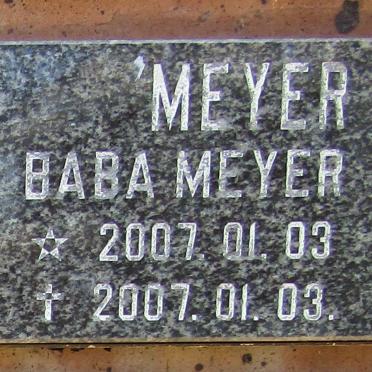 'MEYER
BABA MEYER
☆ 2007. 01. 03
✝ 2007. 01. 03.